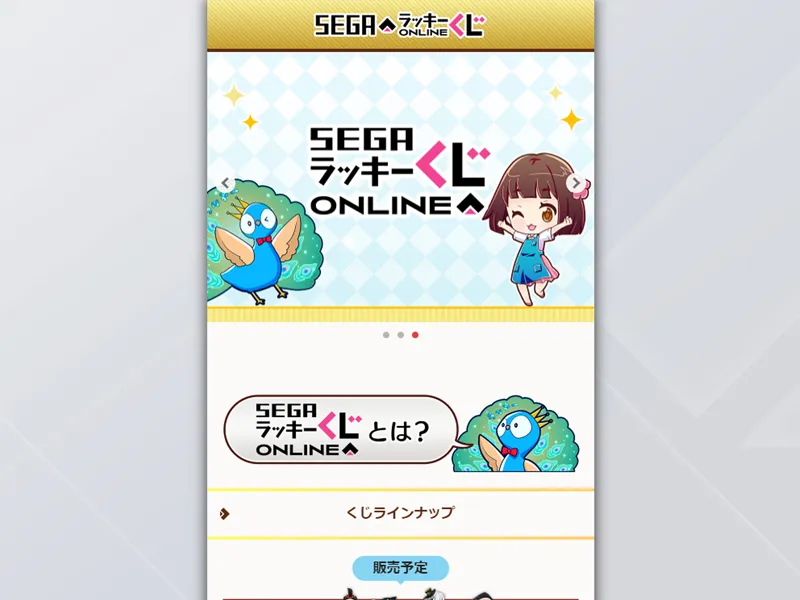 SEGA ラッキーくじ ONLINE
SEGA
ラッキーくじ
ONLINE
SEGA
ラッキーくじ
ONLINE とは?
くじラインナップ
販売予定